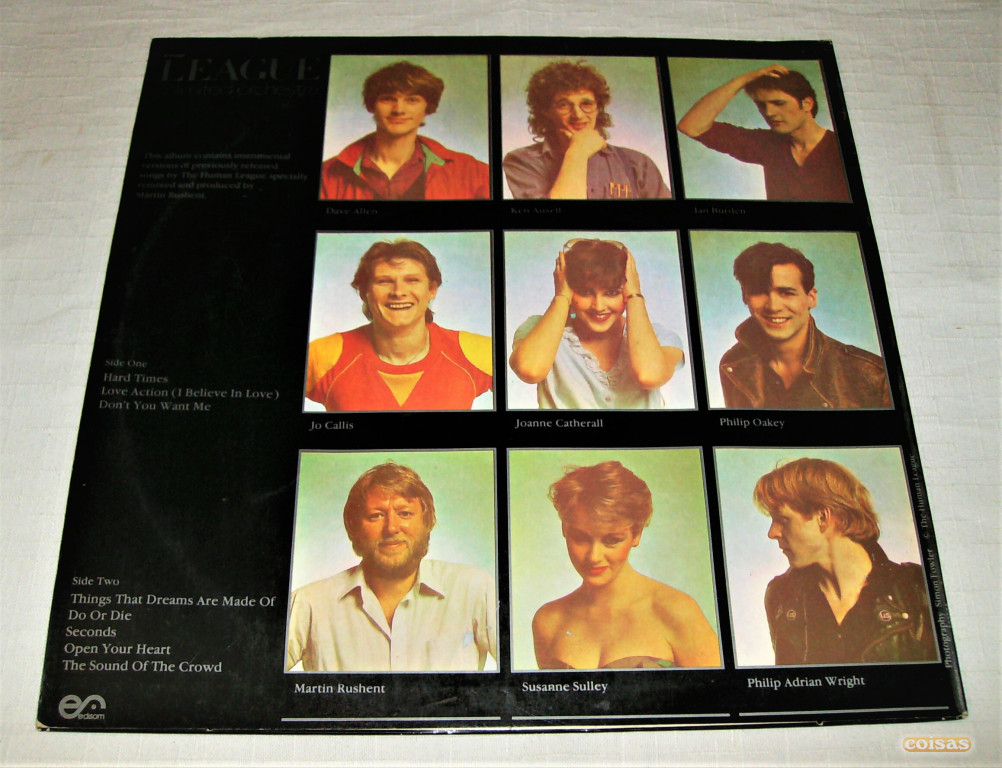 LEAGUE
This album contains instrumental
versions of previously released
songs by The Human League specially
remixed and produced by
Martin Rushent.
Dave Allen
Ken Ansell
Ian Burden
Side One
Hard Times
Love Action (I Believe In Love)
Don't You Want Me
Jo Callis
Joanne Catherall
Philip Oakey
Side Two
Things That Dreams Are Made Of
Do Or Die
Seconds
Open Your Heart
The Sound Of The Crowd
Martin Rushent
Susanne Sulley
Philip Adrian Wright
Photography Simon Fowler © The Human League
edisom
coisas